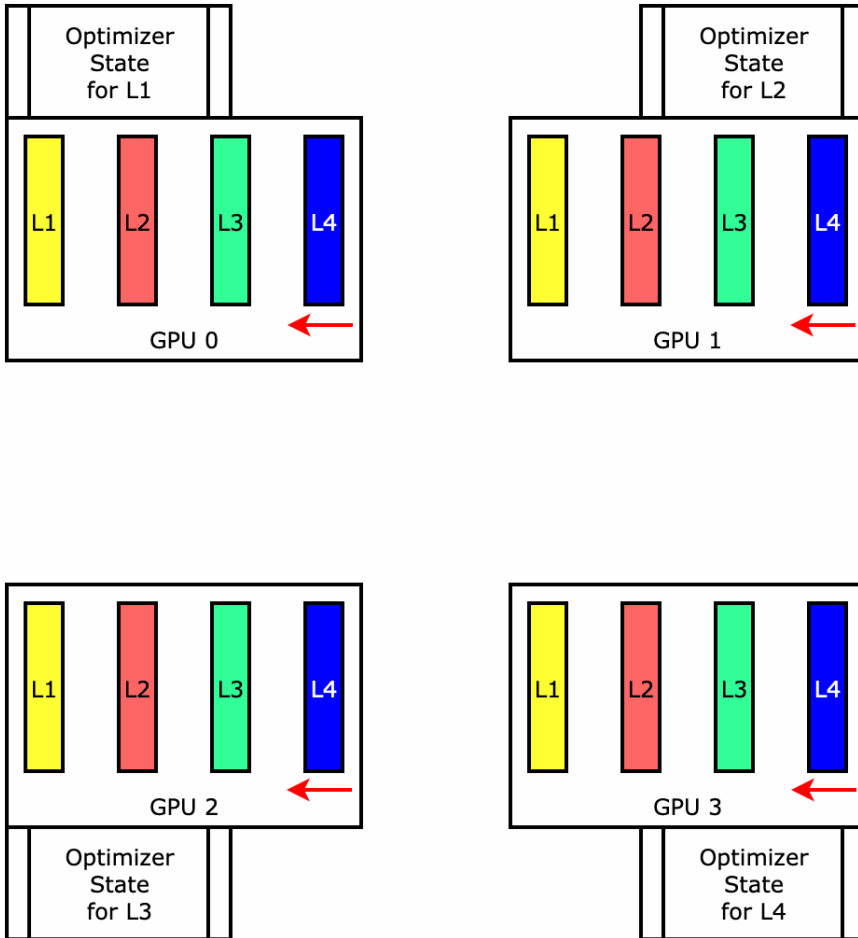 Optimizer
State
for L1
Optimizer
State
for L2
L1 L2 L3 L4
GPU 0
L1 L2 L3 L4
GPU 1
L1 L2 L3 L4
GPU 2
L1 L2 L3 L4
GPU 3
Optimizer
State
for L3
Optimizer
State
for L4